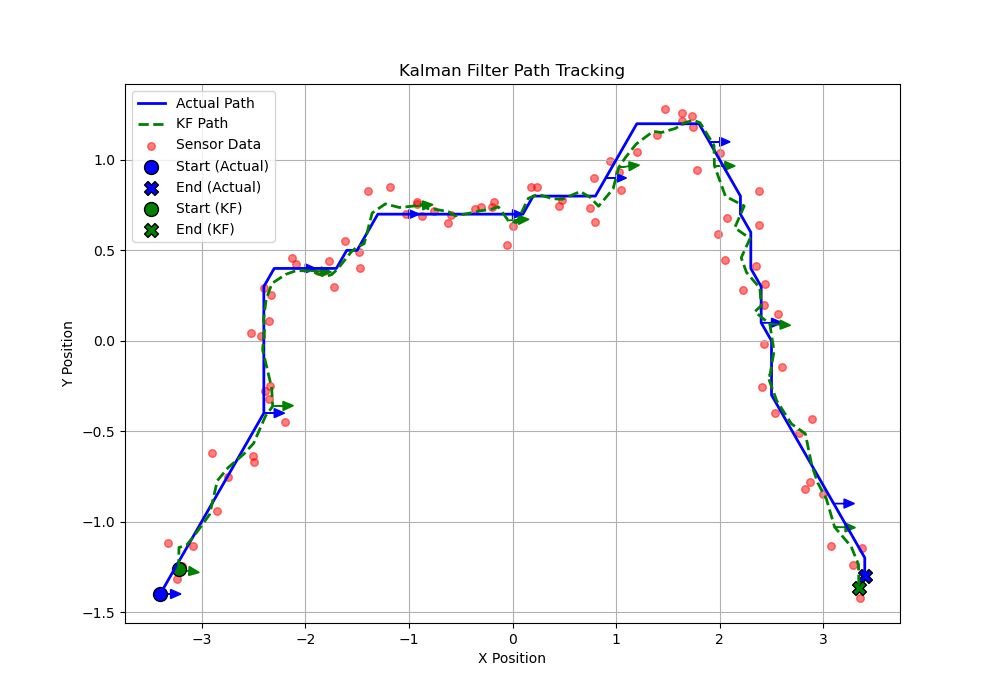 Kalman Filter Path Tracking
Actual Path
KF Path
Sensor Data
Start (Actual)
End (Actual)
Start (KF)
End (KF)
Y Position
1.0
0.5
0.0
−0.5
−1.0
−1.5
−3 −2 −1 0 1 2 3
X Position